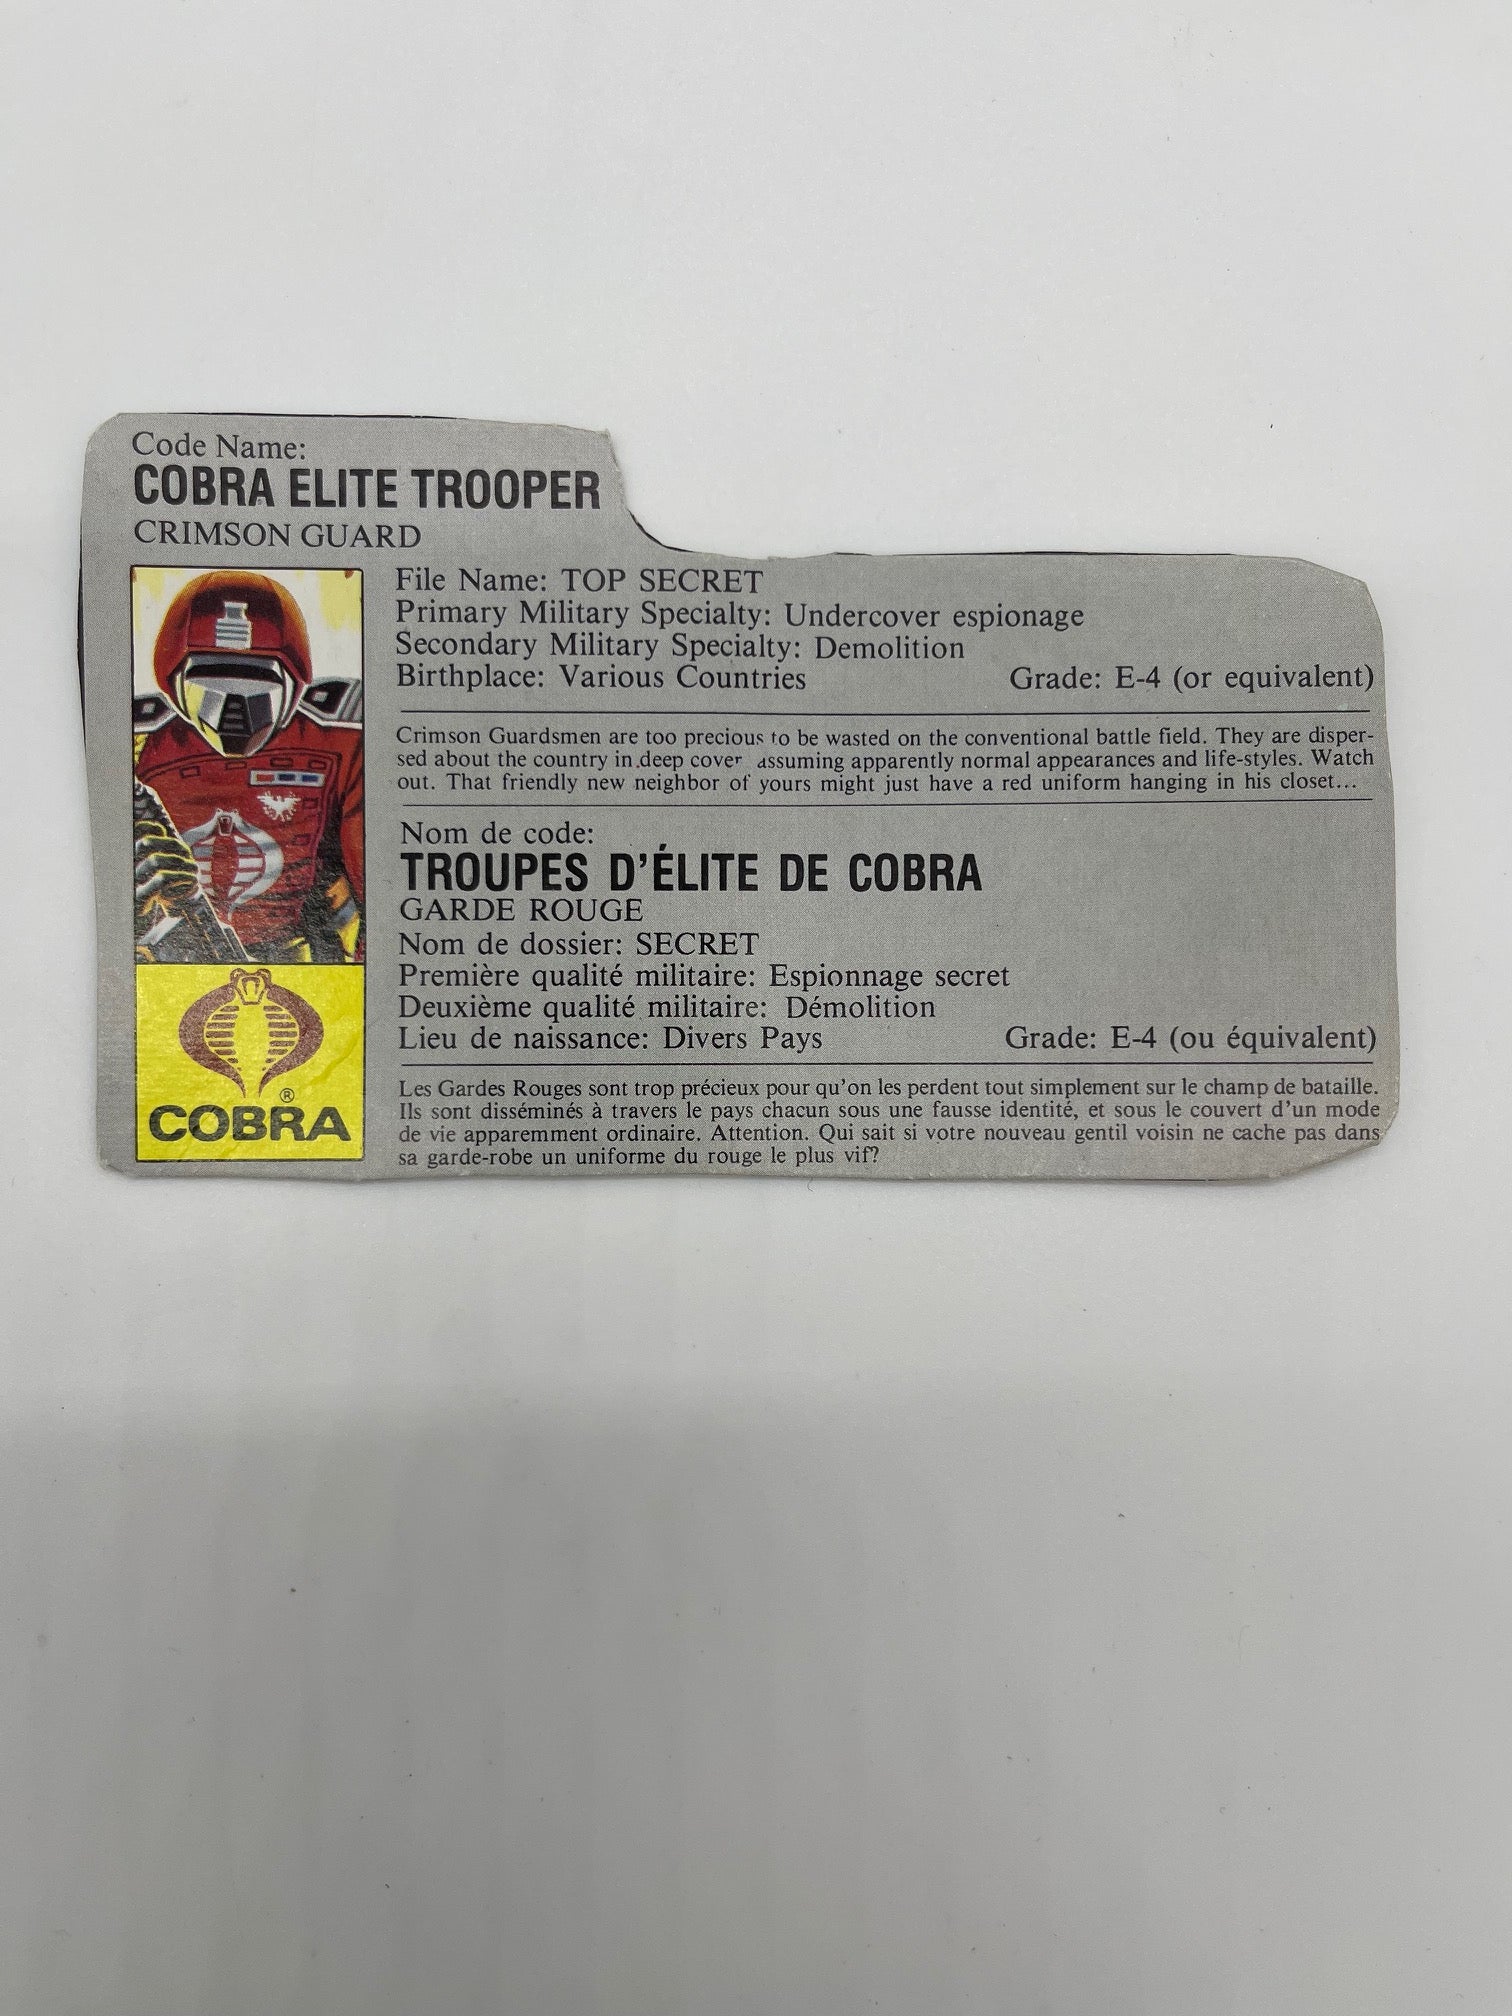 Code Name:
COBRA ELITE TROOPER
CRIMSON GUARD
File Name: TOP SECRET
Primary Military Specialty: Undercover espionage
Secondary Military Specialty: Demolition
Birthplace: Various Countries Grade: E-4 (or equivalent)
Crimson Guardsmen are too precious to be wasted on the conventional battle field. They are disper-
sed about the country in deep cover assuming apparently normal appearances and life-styles. Watch
out. That friendly new neighbor of yours might just have a red uniform hanging in his closet...
Nom de code:
TROUPES D'ÉLITE DE COBRA
GARDE ROUGE
Nom de dossier: SECRET
Première qualité militaire: Espionnage secret
Deuxième qualité militaire: Démolition
Lieu de naissance: Divers Pays Grade: E-4 (ou équivalent)
Les Gardes Rouges sont trop précieux pour qu'on les perdent tout simplement sur le champ de bataille.
Ils sont disséminés à travers le pays chacun sous une fausse identité, et sous le couvert d'un mode
de vie apparemment ordinaire. Attention. Qui sait si votre nouveau gentil voisin ne cache pas dans
sa garde-robe un uniforme du rouge le plus vif?
®
COBRA